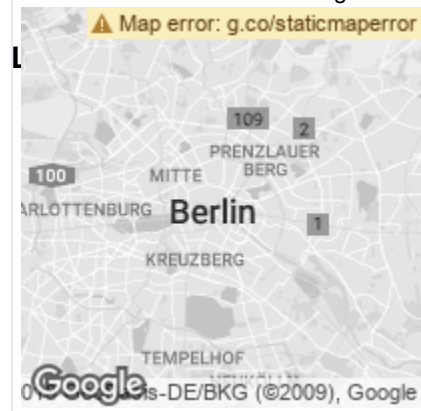 Map error: g.co/staticmaperror
L
109
2
PRENZLAUER
BERG
100
MITTE
ARLOTTENBURG
Berlin
1
KREUZBERG
TEMPELHOF
Google
sis-DE/BKG (©2009), Google